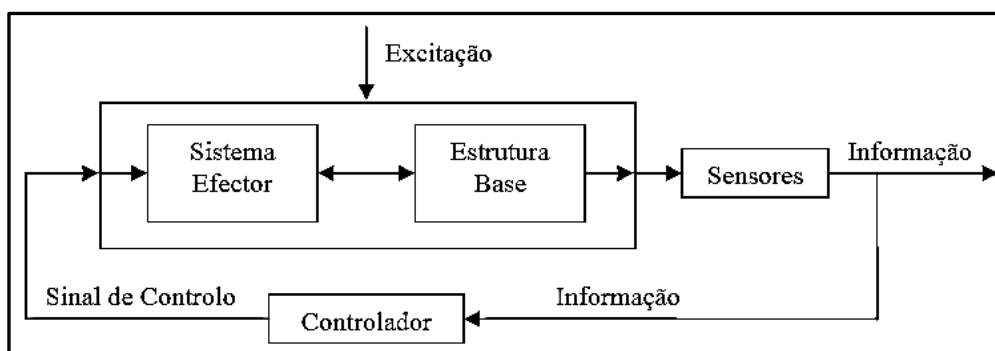 Excitação
Sistema
Efector
Estrutura
Base
Sensores
Informação
Sinal de Controlo
Controlador
Informação